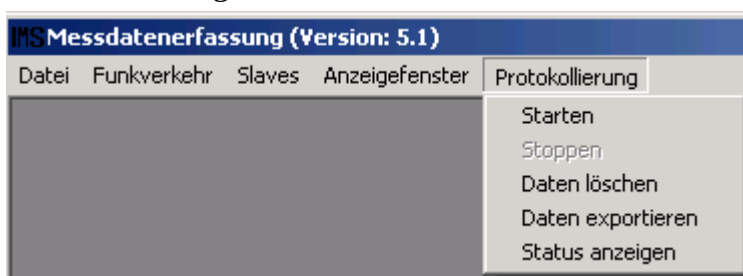 IMS Messdatenerfassung (Version: 5.1)
Datei Funkverkehr Slaves Anzeigefenster Protokollierung
Starten
Stoppen
Daten löschen
Daten exportieren
Status anzeigen